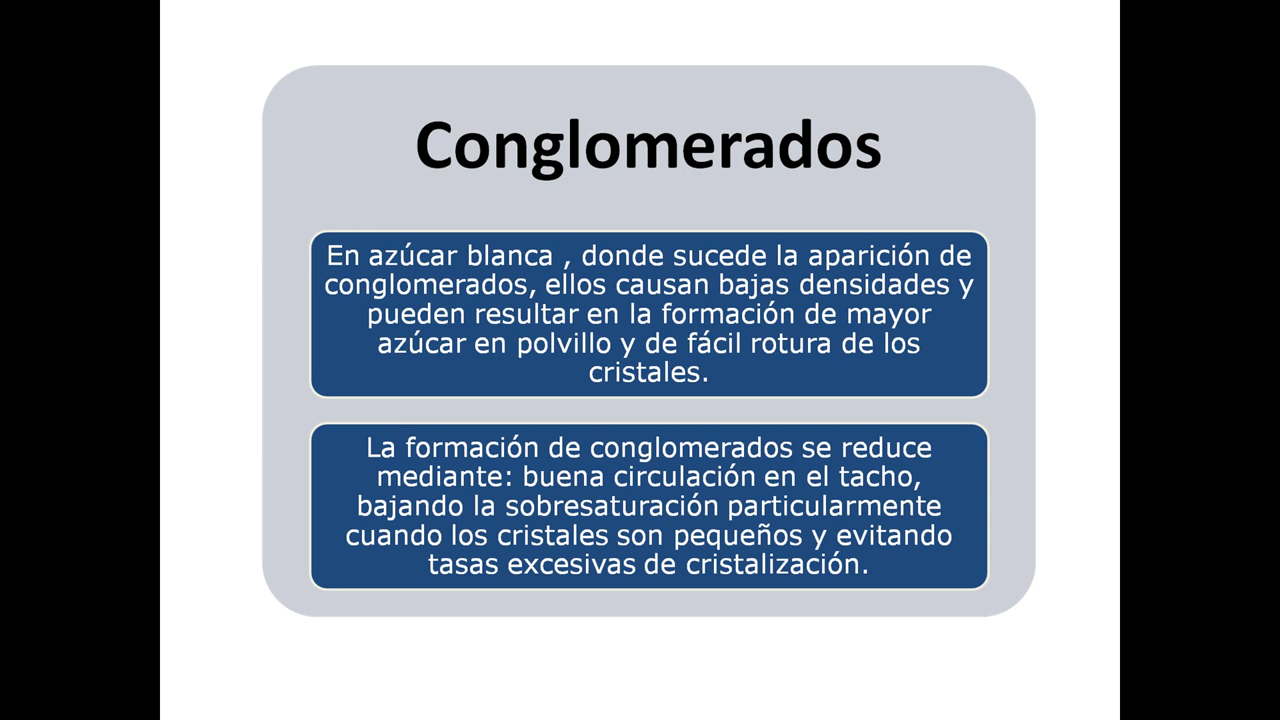 Conglomerados
En azúcar blanca , donde sucede la aparición de
conglomerados, ellos causan bajas densidades y
pueden resultar en la formación de mayor
azúcar en polvillo y de fácil rotura de los
cristales.
La formación de conglomerados se reduce
mediante: buena circulación en el tacho,
bajando la sobresaturación particularmente
cuando los cristales son pequeños y evitando
tasas excesivas de cristalización.